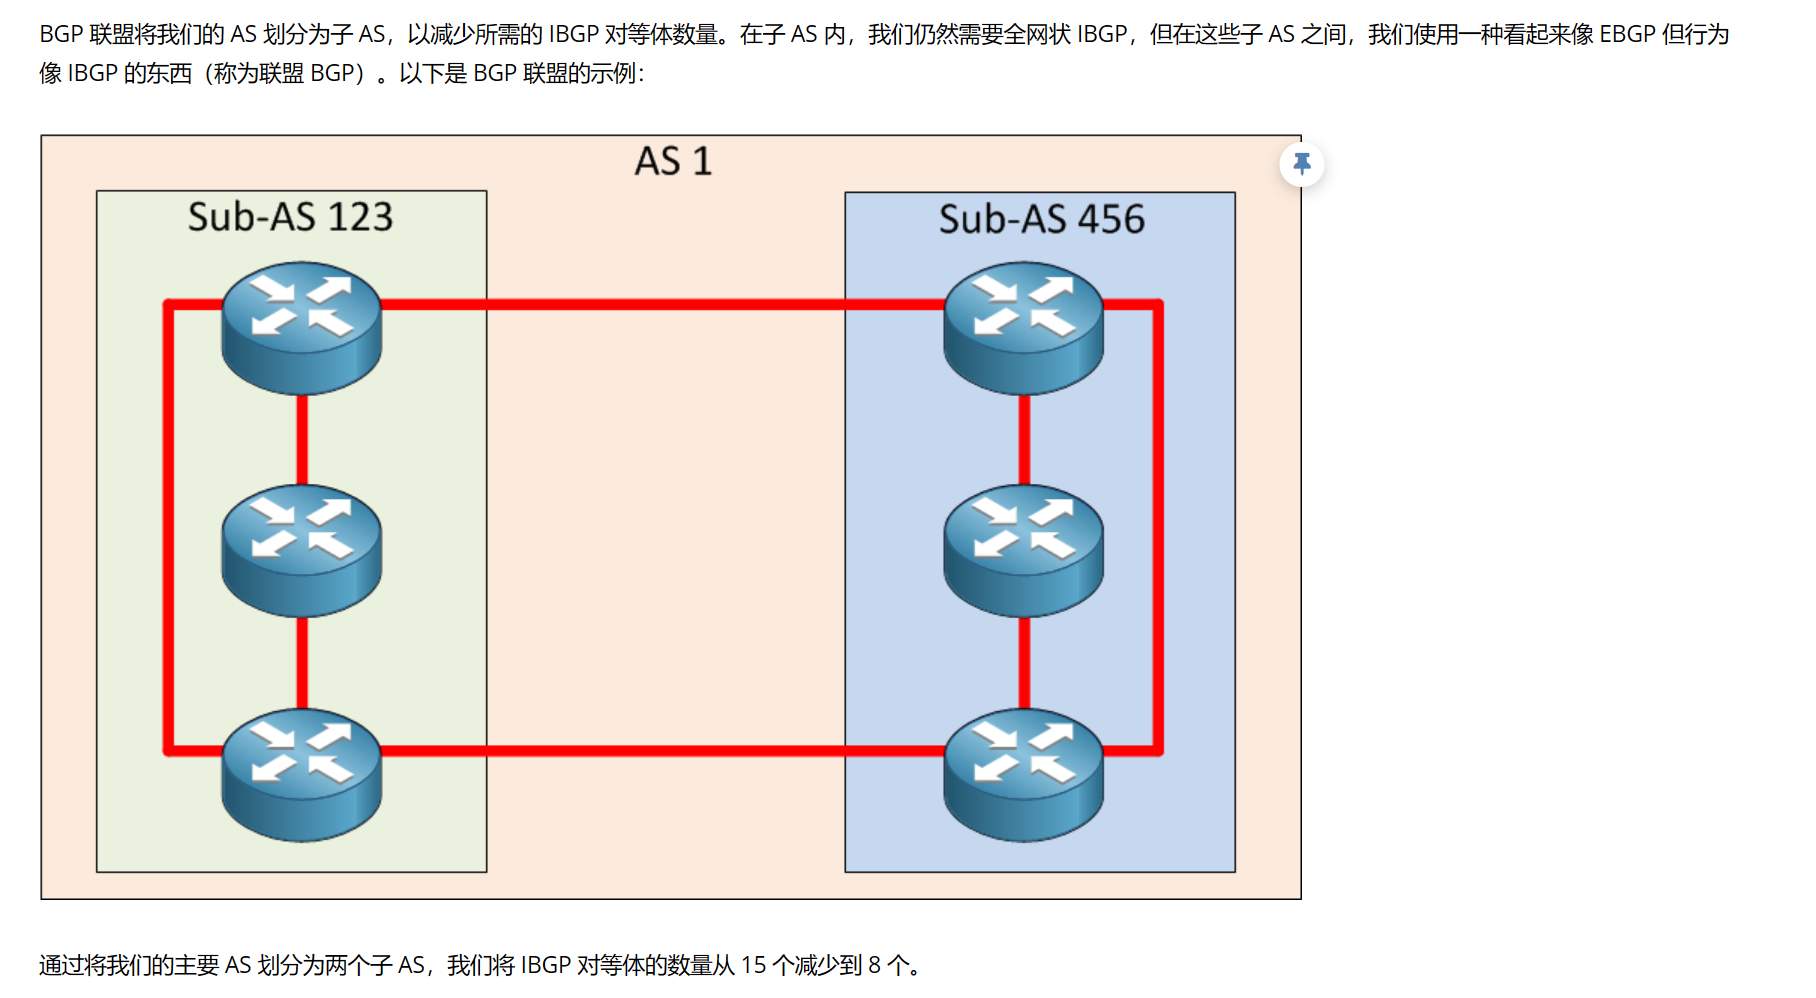 BGP 联盟将我们的 AS 划分为子 AS，以减少所需的 IBGP 对等体数量。在子 AS 内，我们仍然需要全网状 IBGP，但在这些子 AS 之间，我们使用一种看起来像 EBGP 但行为
像 IBGP 的东西（称为联盟 BGP）。以下是 BGP 联盟的示例：
AS 1
Sub-AS 123
Sub-AS 456
通过将我们的主要 AS 划分为两个子 AS，我们将 IBGP 对等体的数量从 15 个减少到 8 个。